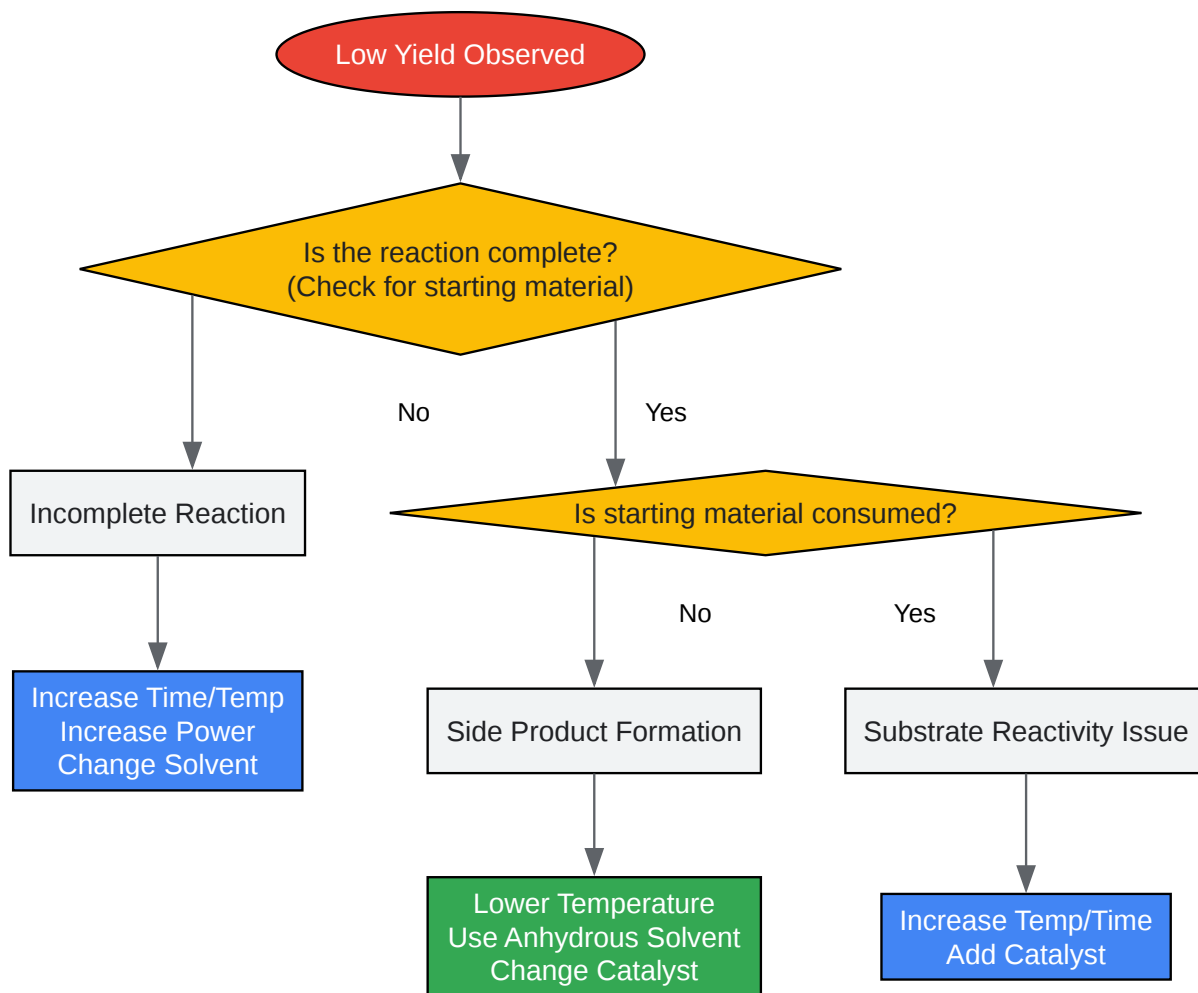 Low Yield Observed
Is the reaction complete?
(Check for starting material)
No
Yes
Incomplete Reaction
Is starting material consumed?
No
Yes
Increase Time/Temp
Increase Power
Change Solvent
Side Product Formation
Substrate Reactivity Issue
Lower Temperature
Use Anhydrous Solvent
Change Catalyst
Increase Temp/Time
Add Catalyst